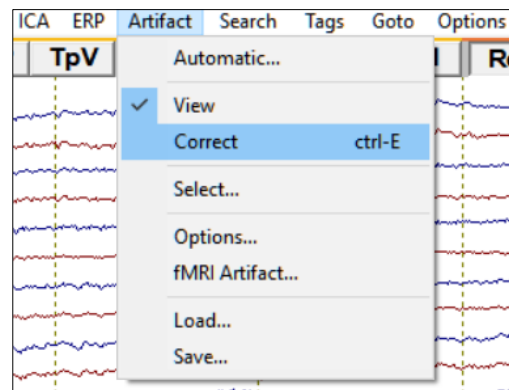 ICA ERP Artifact Search Tags Goto Options
TpV
Automatic...
View
Correct ctrl-E
Select...
Options...
fMRI Artifact...
Load...
Save...